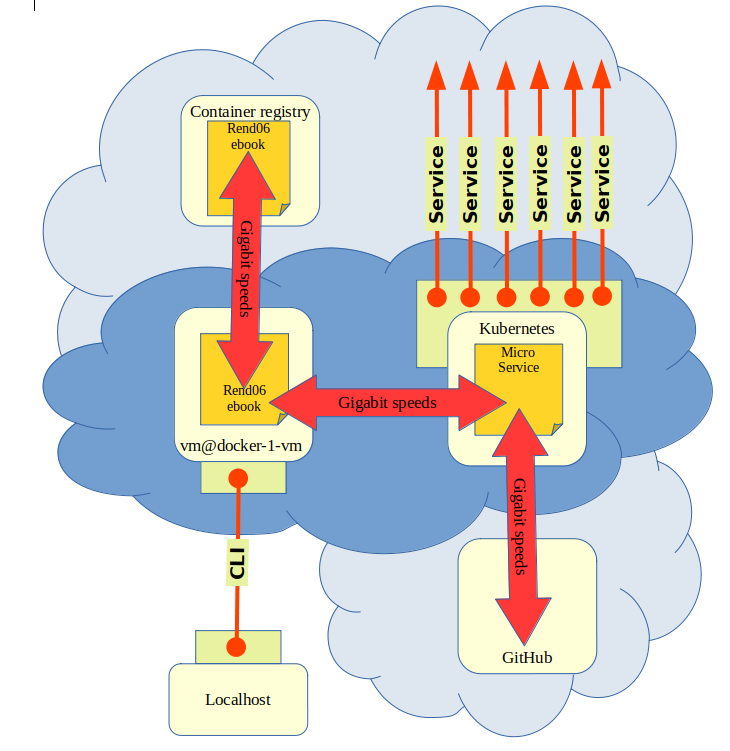 Container registry
Rend06
ebook
Gigabit speeds
Service
Service
Service
Service
Service
Service
Kubernetes
Micro
Service
Rend06
ebook
vm@docker-1-vm
Gigabit speeds
Gigabit speeds
CLI
GitHub
Localhost